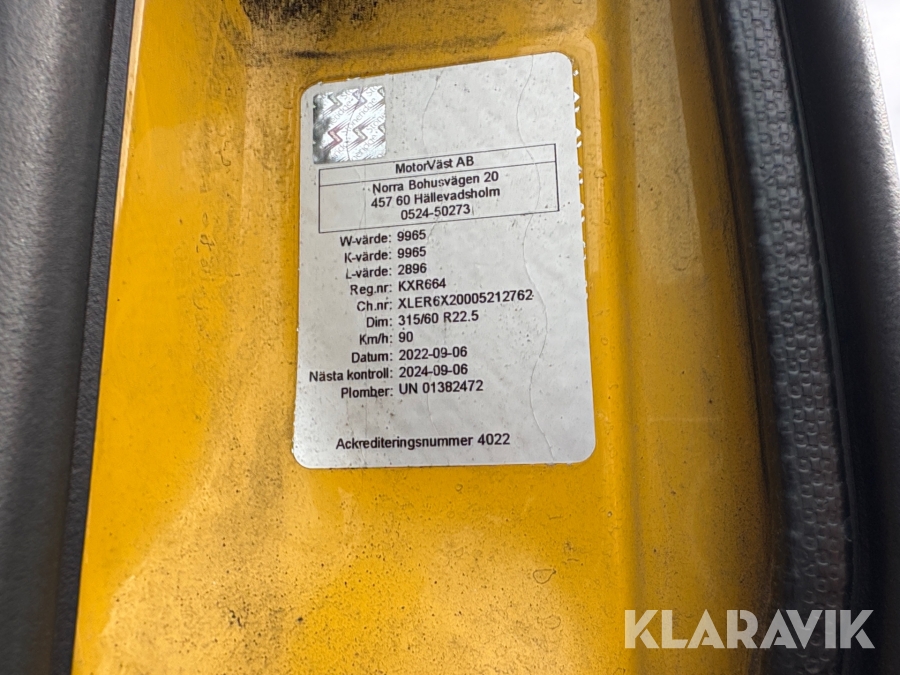 MotorVäst AB
Norra Bohusvägen 20
457 60 Hällevadsholm
0524-50273
W-värde: 9965
K-värde: 9965
L-värde: 2896
Reg.nr: KXR664
Ch.nr: XLER6X20005212762
Dim: 315/60 R22.5
Km/h: 90
Datum: 2022-09-06
Nästa kontroll: 2024-09-06
Plomber: UN 01382472
Ackrediteringsnummer 4022
KLARAVIK